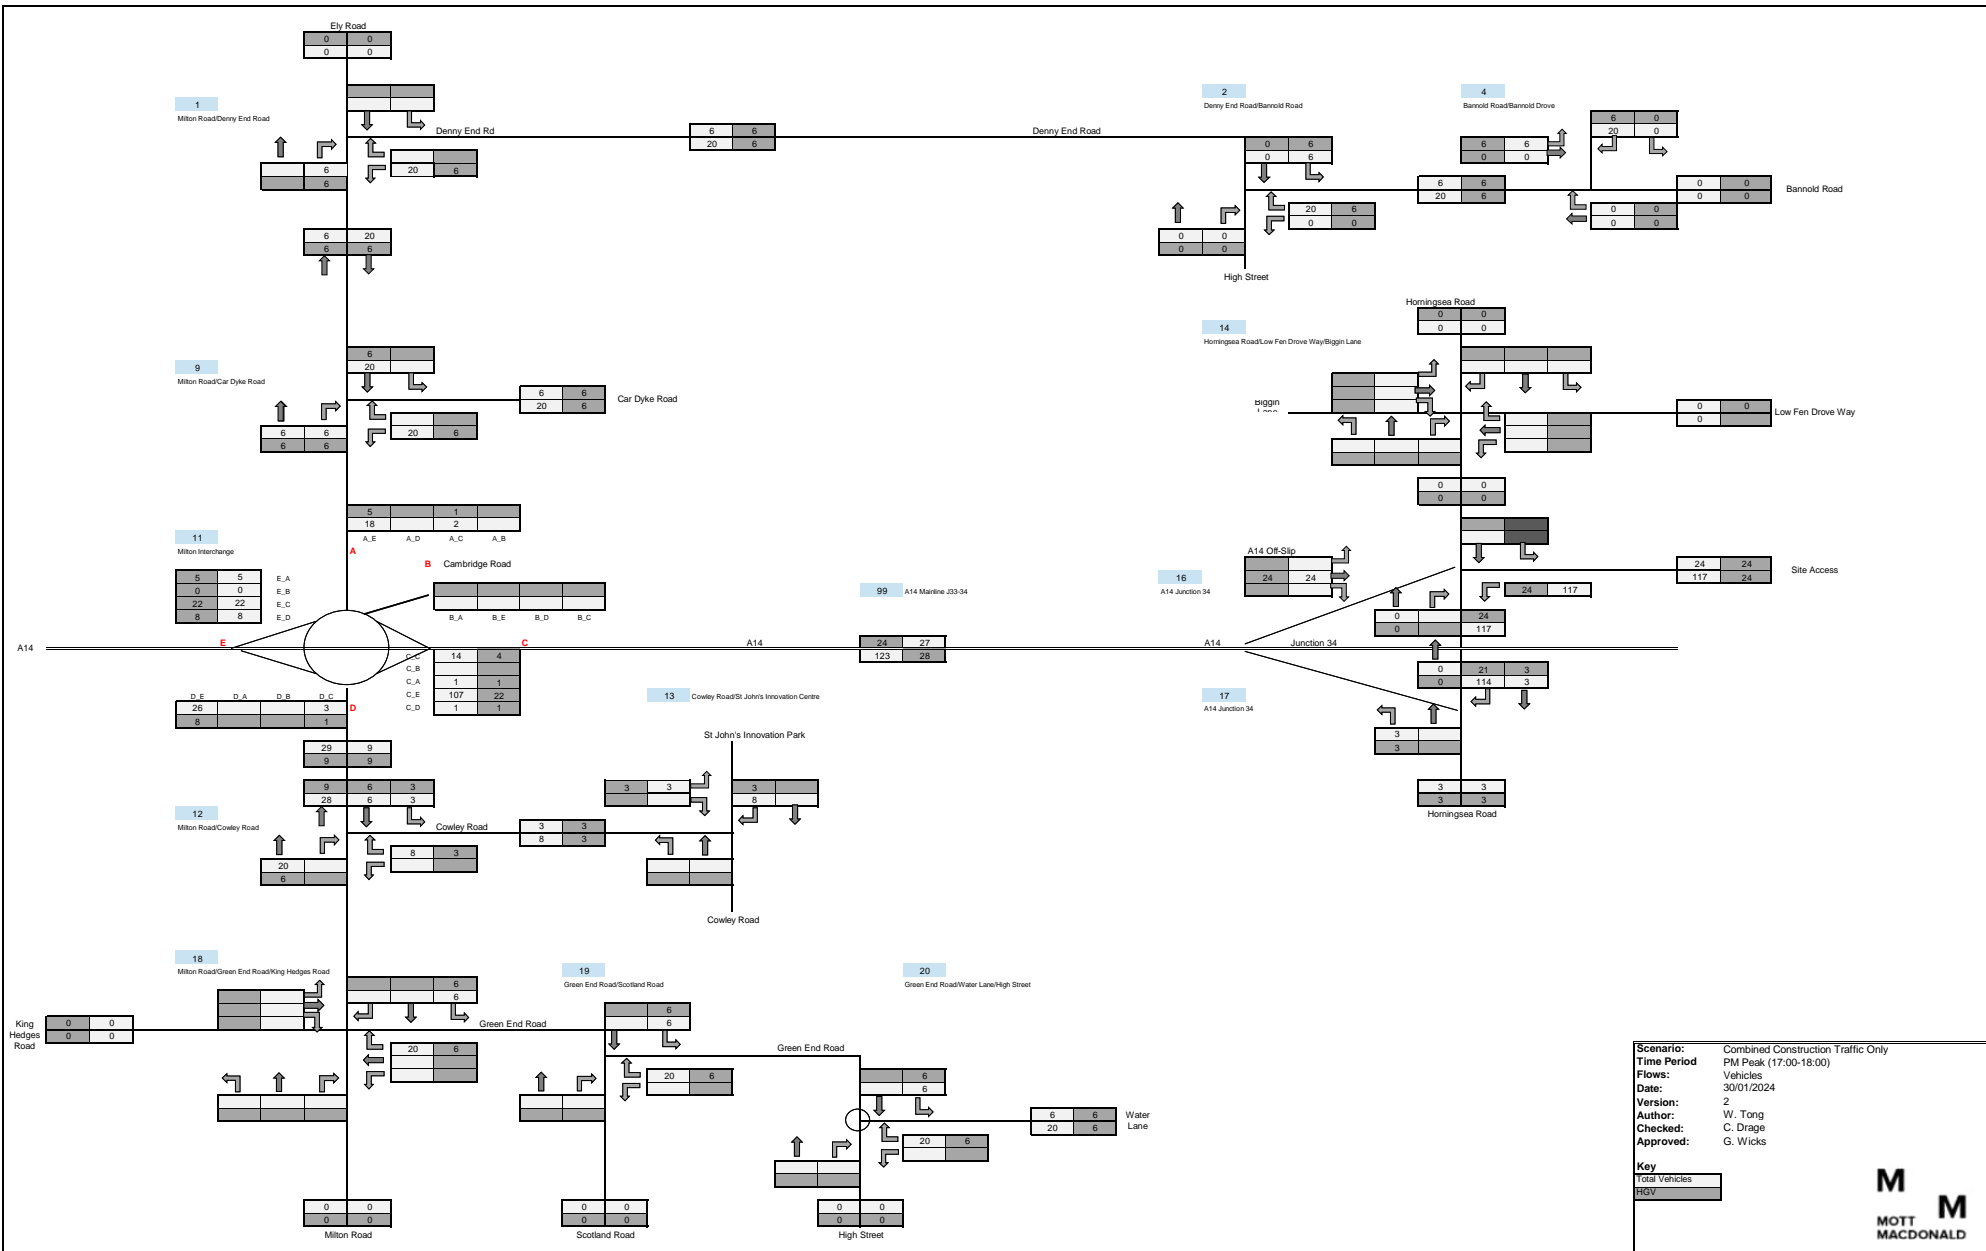 Ely Road
0 0
0 0
1
Milton Road/Denny End Road
Denny End Rd
6 6
20 6
Denny End Road
6
6
20 6
6 20
6 6
2
Denny End Road/Bannold Road
0 6
0 6
20 6
0 0
0 0
0 0
High Street
6 6
20 6
4
Bannold Road/Bannold Drove
6 0
20 0
6 6
0 0
0 0
0 0
Bannold Road
0 0
0 0
9
Milton Road/Car Dyke Road
6
20
6 6
20 6
Car Dyke Road
20 6
6 6
6 6
14
Horningsea Road/Low Fen Drove Way/Biggin Lane
Horningsea Road
0 0
0 0
Biggin
Lane
0 0
0
Low Fen Drove Way
0 0
0 0
5 1
18 2
A_E A_D A_C A_B
A
11
Milton Interchange
B Cambridge Road
5 5 E_A
0 0 E_B
22 22 E_C
8 8 E_D
B_A B_E B_D B_C
99 A14 Mainline J33-34
A14
E
C
A14
24 27
123 28
C_C 14 4
C_B
C_A 1 1
C_E 107 22
C_D 1 1
D_E D_A D_B D_C
26 3
8 1
D
16
A14 Junction 34
A14 Off-Slip
24 24
24 24
117 24
Site Access
24 117
0 24
0 117
A14
Junction 34
0 21 3
0 114 3
17
A14 Junction 34
3
3
3 3
3 3
Horningsea Road
29 9
9 9
13 Cowley Road/St John's Innovation Centre
St John's Innovation Park
9 6 3
28 6 3
12
Milton Road/Cowley Road
Cowley Road
3 3
8 3
8 3
20
6
3 3
3
8
Cowley Road
18
Milton Road/Green End Road/King Hedges Road
6
6
King
Hedges
Road
0 0
0 0
Green End Road
20 6
0 0
0 0
Milton Road
19
Green End Road/Scotland Road
6
6
Green End Road
20 6
0 0
0 0
Scotland Road
20
Green End Road/Water Lane/High Street
6
6
6 6
20 6
Water
Lane
20 6
0 0
0 0
High Street
Scenario: Combined Construction Traffic Only
Time Period PM Peak (17:00-18:00)
Flows: Vehicles
Date: 30/01/2024
Version: 2
Author: W. Tong
Checked: C. Drage
Approved: G. Wicks
Key
Total Vehicles
HGV
M
M
MOTT
MACDONALD